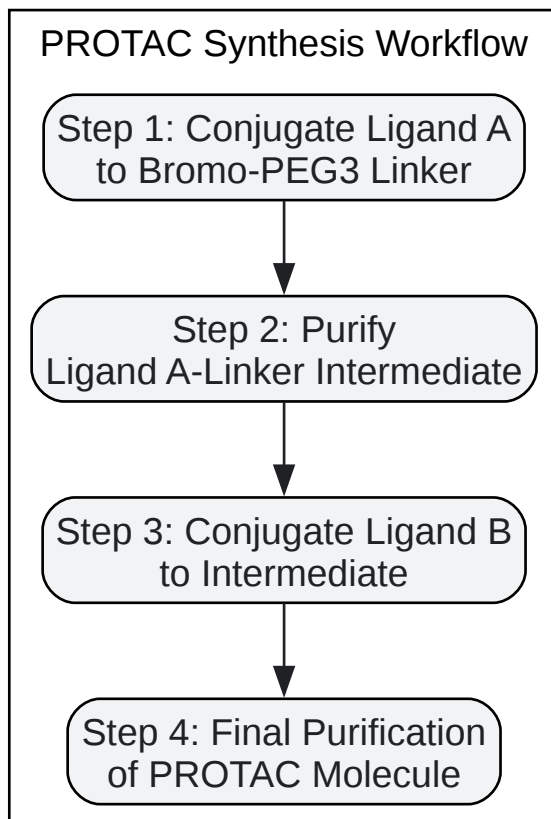 PROTAC Synthesis Workflow
Step 1: Conjugate Ligand A
to Bromo-PEG3 Linker
Step 2: Purify
Ligand A-Linker Intermediate
Step 3: Conjugate Ligand B
to Intermediate
Step 4: Final Purification
of PROTAC Molecule